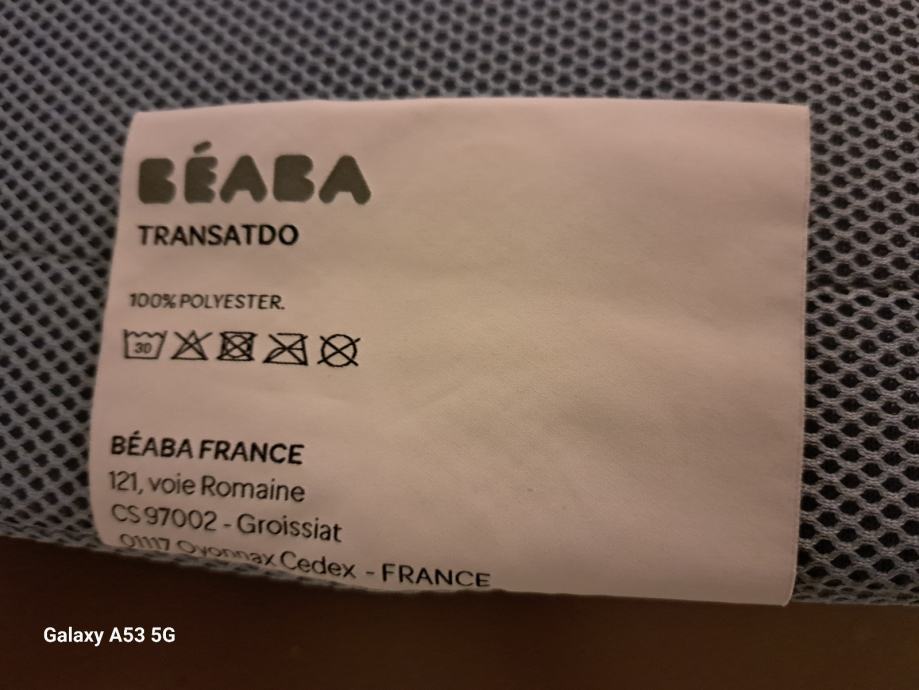 BÉABA
TRANSATDO
100% POLYESTER.
30
BÉABA FRANCE
121, voie Romaine
CS 97002 - Groissiat
01117 Oyonnax Cedex - FRANCE
Galaxy A53 5G